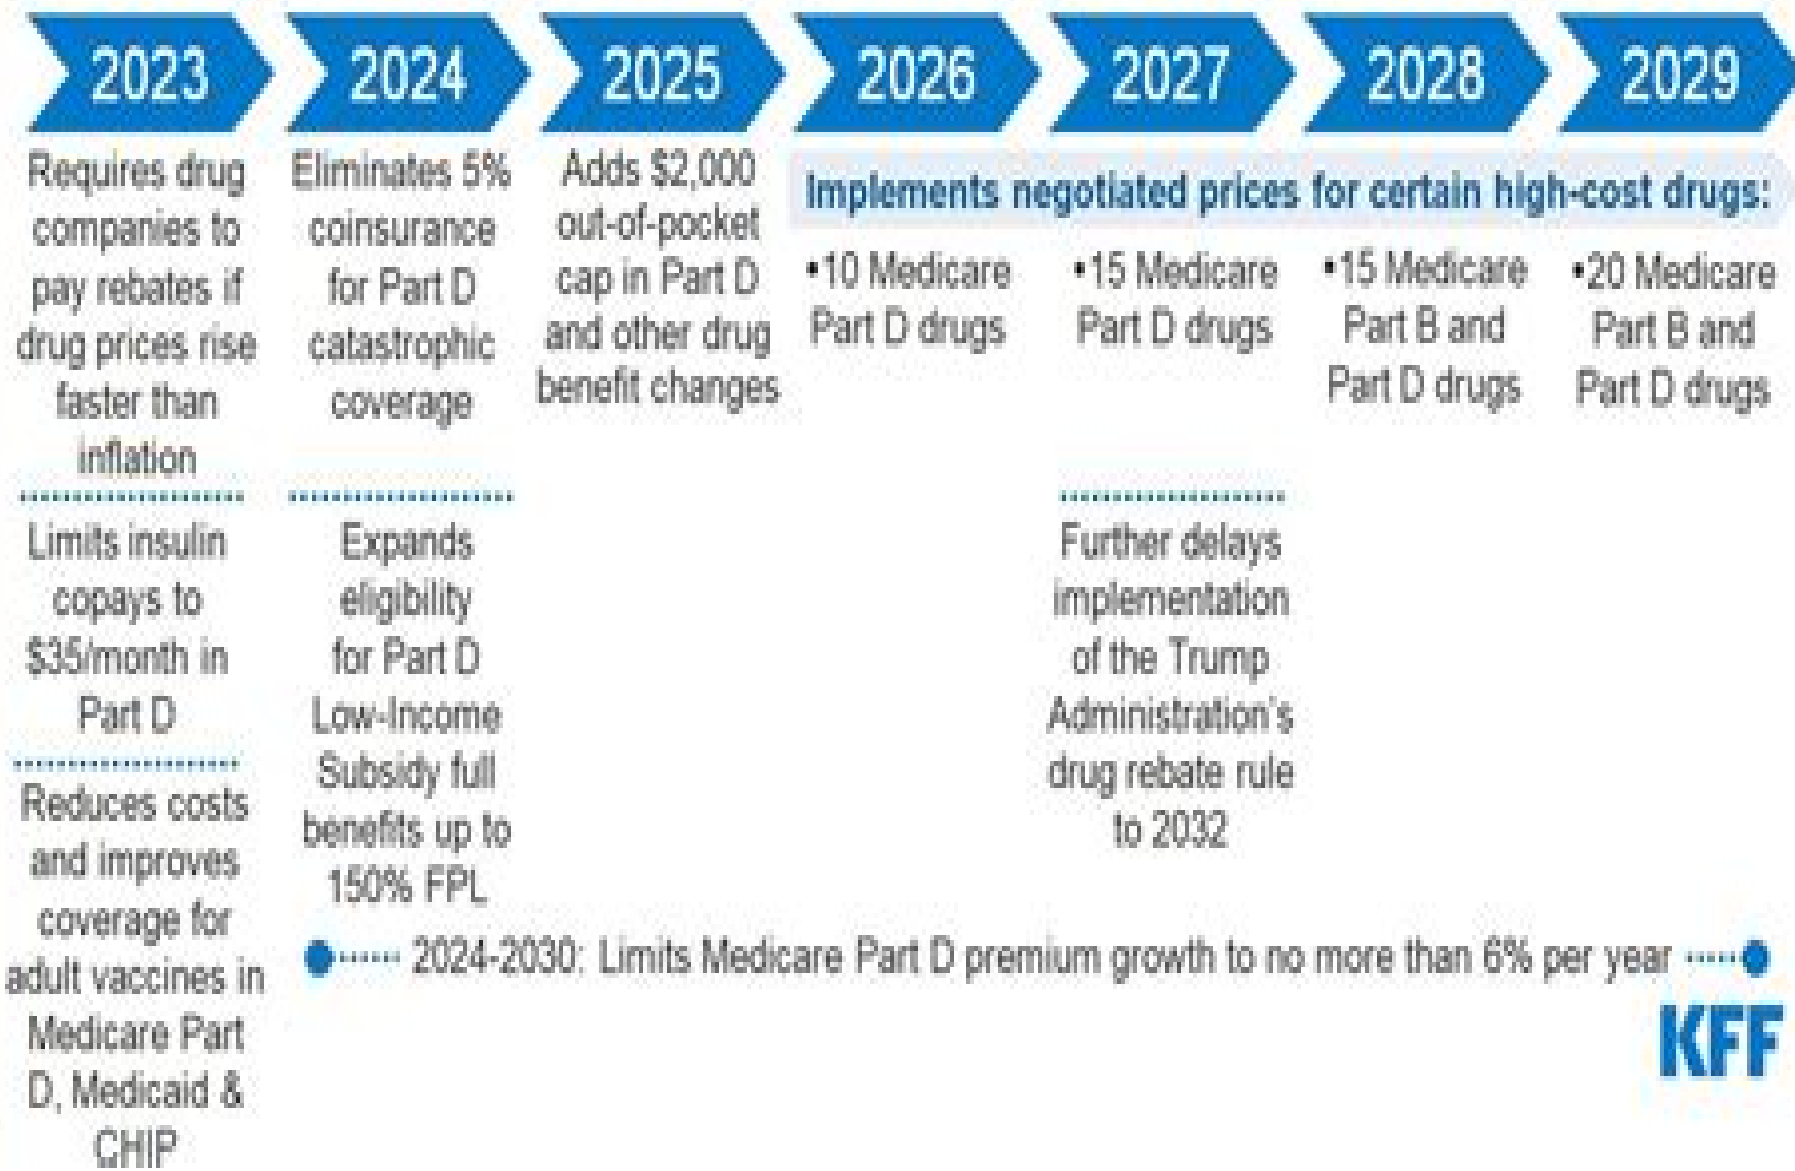 2023
Requires drug
companies to
pay rebates if
drug prices rise
faster than
inflation
Limits insulin
copays to
$35/month in
Part D
Reduces costs
and improves
coverage for
adult vaccines in
Medicare Part
D, Medicaid &
CHIP
2024
Eliminates 5%
coinsurance
for Part D
catastrophic
coverage
Expands
eligibility
for Part D
Low-Income
Subsidy full
benefits up to
150% FPL
2025
Adds $2,000
out-of-pocket
cap in Part D
and other drug
benefit changes
2026
2027
2028
2029
Implements negotiated prices for certain high-cost drugs:
•10 Medicare
Part D drugs
•15 Medicare
Part D drugs
Further delays
implementation
of the Trump
Administration's
drug rebate rule
to 2032
•15 Medicare
Part B and
Part D drugs
•20 Medicare
Part B and
Part D drugs
2024-2030: Limits Medicare Part D premium growth to no more than 6% per year
KFF